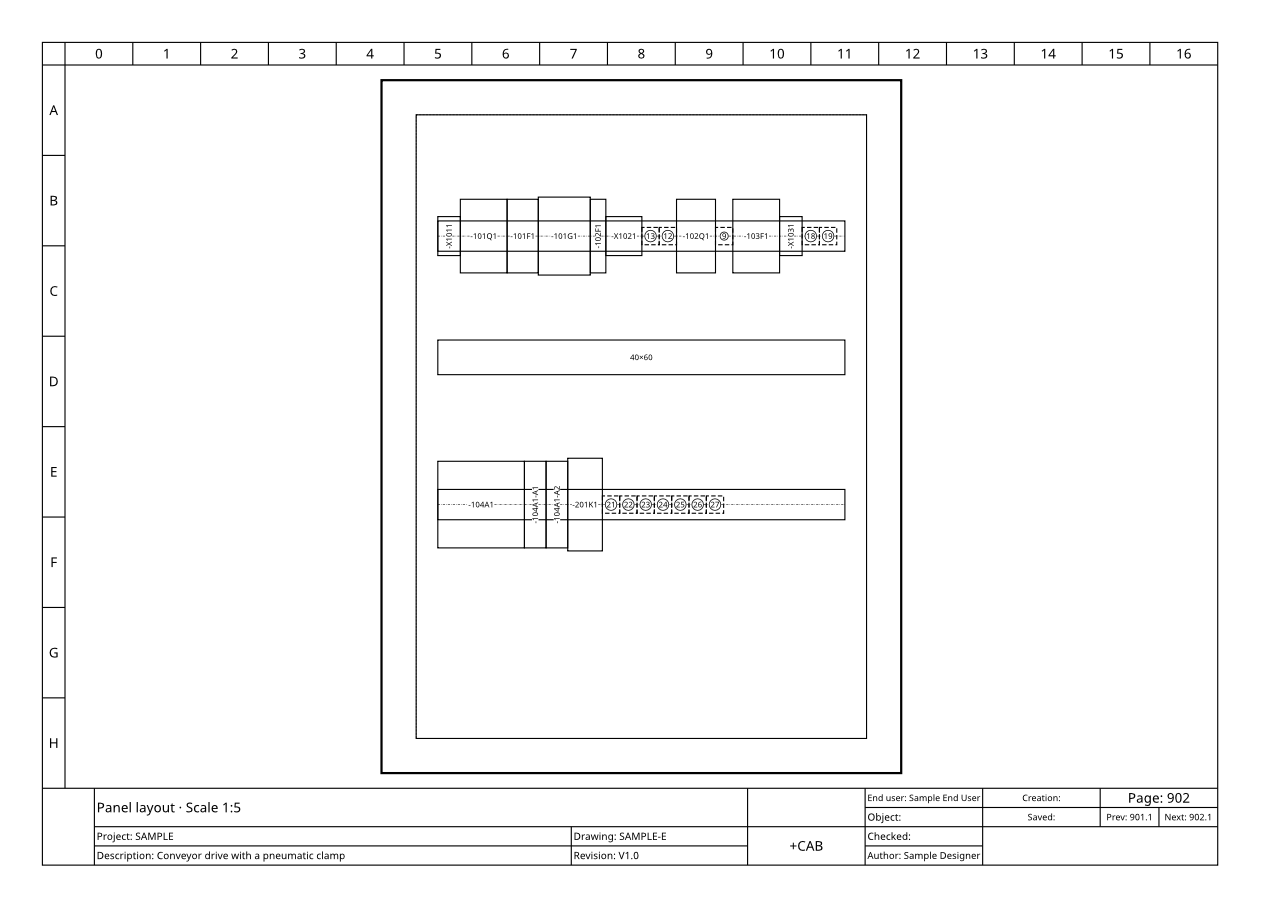 0 1 2 3 4 5 6 7 8 9 10 11 12 13 14 15 16
A
B
C
D
E
F
G
H
-X1011 -101Q1 -101F1 -101G1 -102F1 -X1021 13 12 -102Q1 9 -103F1 -X1031 18 19
40×60
-104A1 -104A1-A1 -104A1-A2 -201K1 21 22 23 24 25 26 27
Panel layout · Scale 1:5
Project: SAMPLE
Drawing: SAMPLE-E
Description: Conveyor drive with a pneumatic clamp
Revision: V1.0
+CAB
End user: Sample End User
Object:
Checked:
Author: Sample Designer
Creation:
Saved:
Page: 902
Prev: 901.1
Next: 902.1